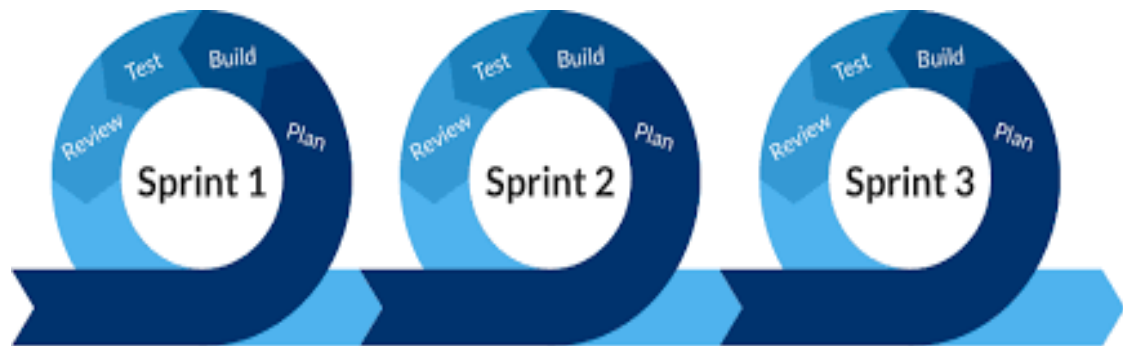 Plan
Build
Test
Review
Sprint 1
Plan
Build
Test
Review
Sprint 2
Plan
Build
Test
Review
Sprint 3